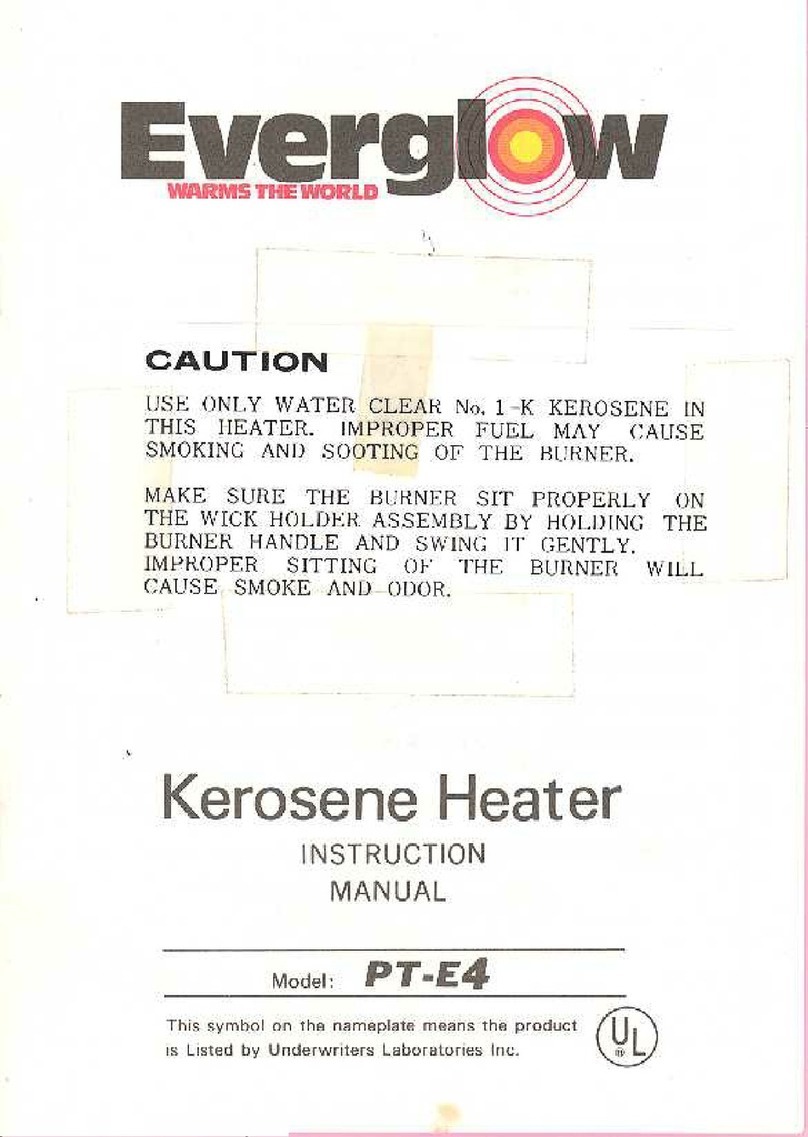 Everglow
WARMS THE WORLD
CAUTION
USE ONLY WATER CLEAR No. 1-K KEROSENE IN
THIS HEATER. IMPROPER FUEL MAY CAUSE
SMOKING AND SOOTING OF THE BURNER.
MAKE SURE THE BURNER SIT PROPERLY ON
THE WICK HOLDER ASSEMBLY BY HOLDING THE
BURNER HANDLE AND SWING IT GENTLY.
IMPROPER SITTING OF THE BURNER WILL
CAUSE SMOKE AND ODOR.
Kerosene Heater
INSTRUCTION
MANUAL
Model: PT-E4
This symbol on the nameplate means the product
is Listed by Underwriters Laboratories Inc.
UL®